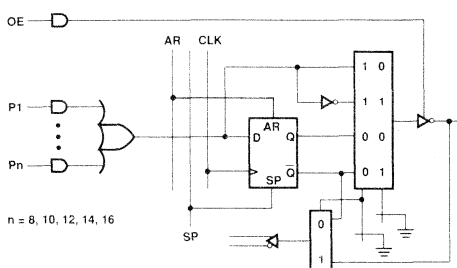 OE
AR CLK
P1
Pn
n = 8, 10, 12, 14, 16
AR
D Q
Q̅
SP
SP
1 0
1 1
0 0
0 1
0
1